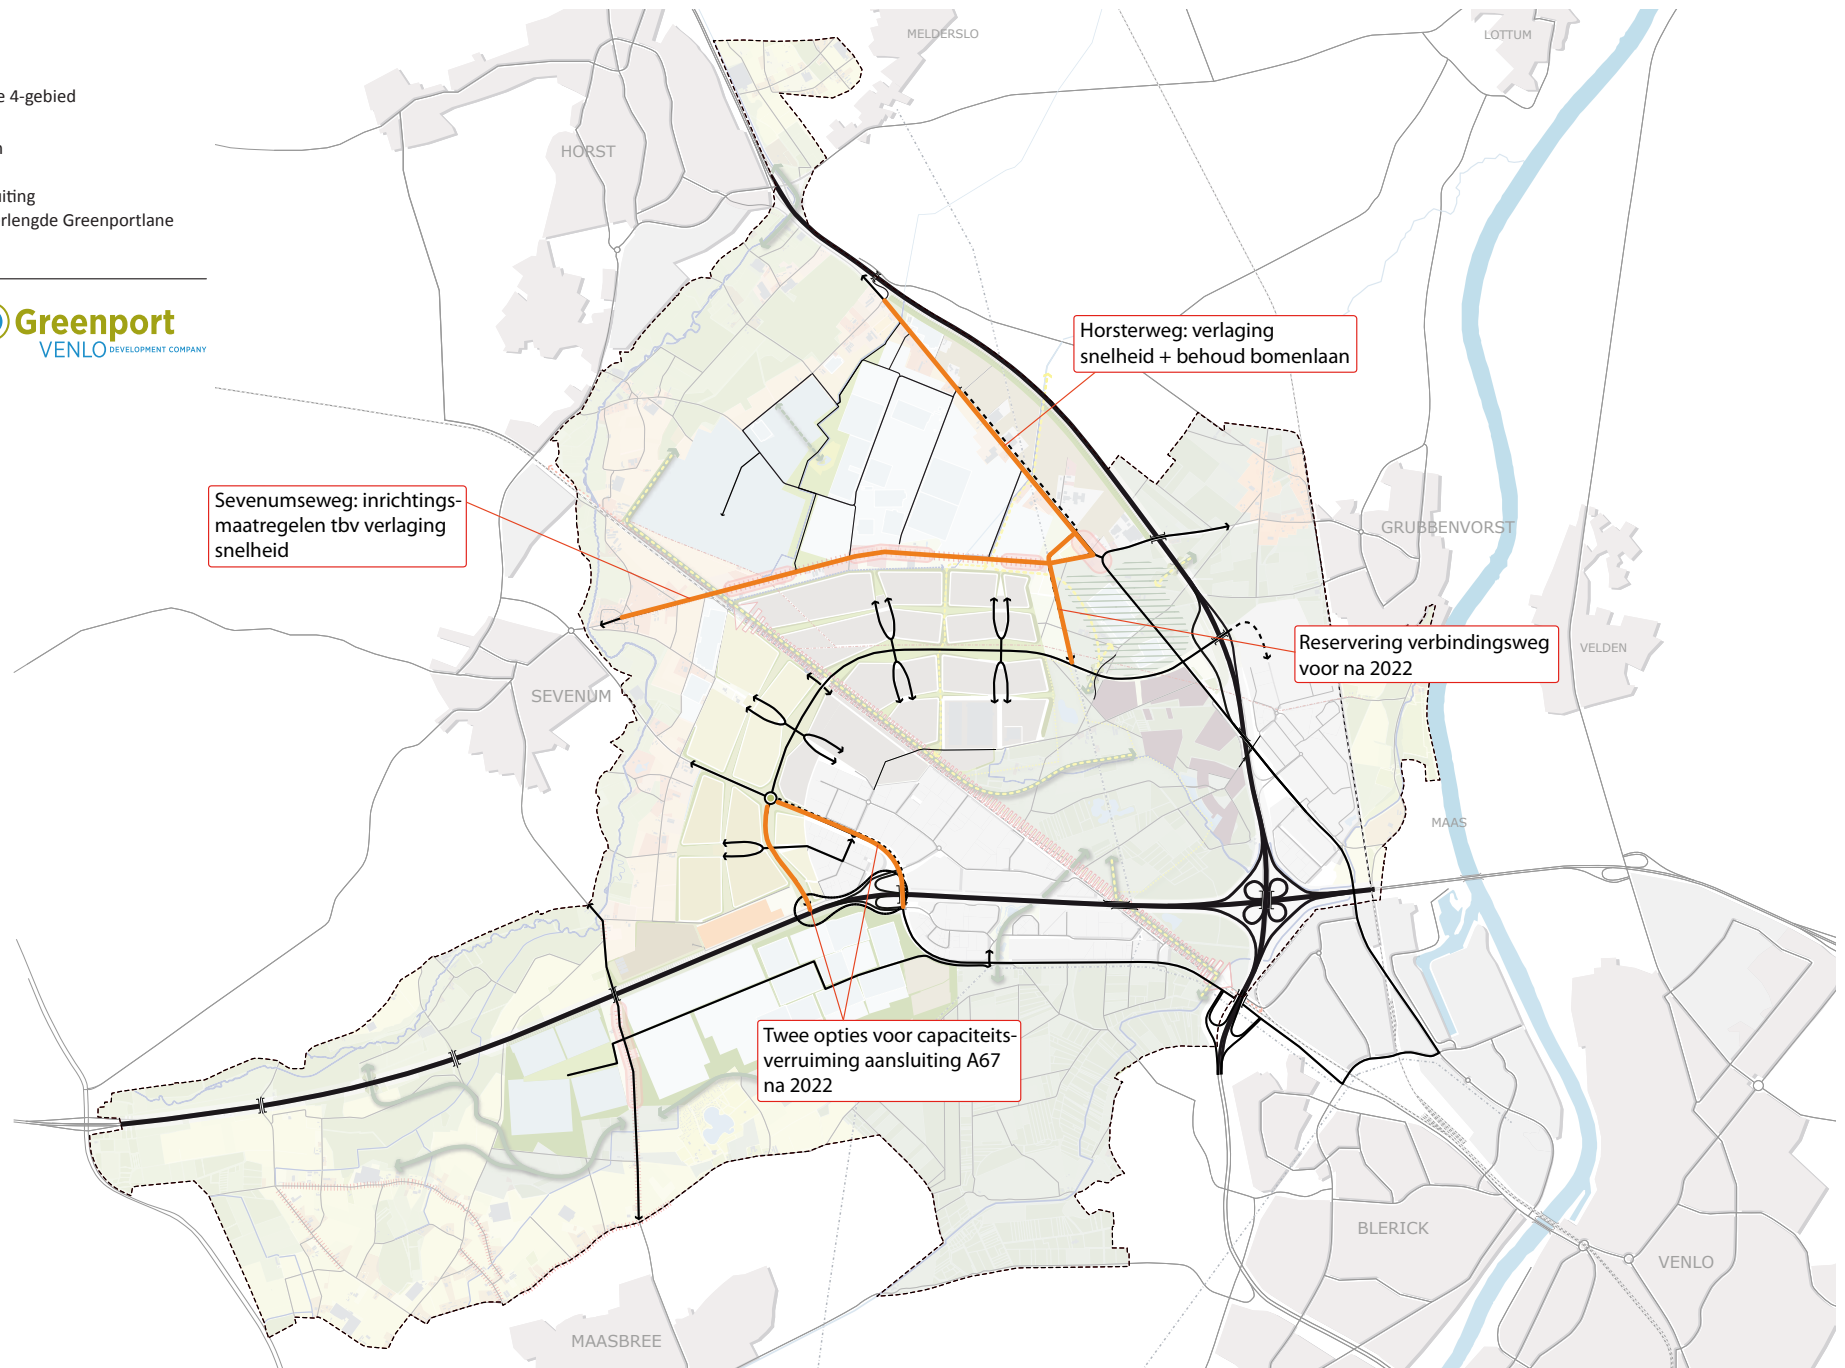 e 4-gebied
n
uiting
rlengde Greenportlane
Greenport
VENLO DEVELOPMENT COMPANY
MELDERSLO
LOTTUM
HORST
Horsterweg: verlaging
snelheid + behoud bomenlaan
Sevenumseweg: inrichtings-
maatregelen tbv verlaging
snelheid
GRUBBENVORST
Reservering verbindingsweg
voor na 2022
VELDEN
SEVENUM
MAAS
Twee opties voor capaciteits-
verruiming aansluiting A67
na 2022
BLERICK
VENLO
MAASBREE